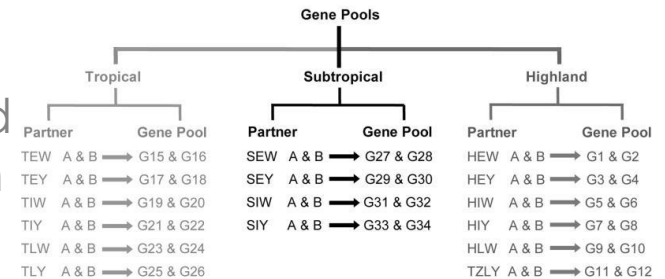 Gene Pools
Tropical
Partner Gene Pool
TEW A & B G15 & G16
TEY A & B G17 & G18
TIW A & B G19 & G20
TIY A & B G21 & G22
TLW A & B G23 & G24
TLY A & B G25 & G26
Subtropical
Partner Gene Pool
SEW A & B G27 & G28
SEY A & B G29 & G30
SIW A & B G31 & G32
SIY A & B G33 & G34
Highland
Partner Gene Pool
HEW A & B G1 & G2
HEY A & B G3 & G4
HIW A & B G5 & G6
HIY A & B G7 & G8
HLW A & B G9 & G10
TZLY A & B G11 & G12